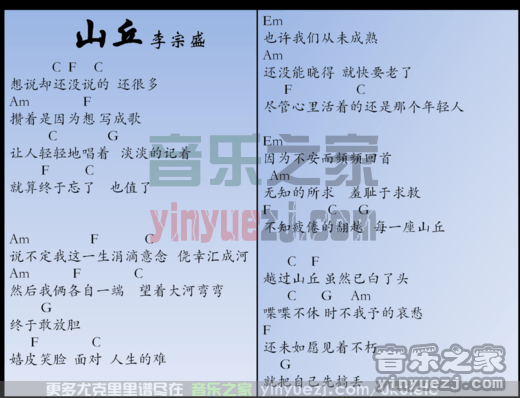 山丘 李宗盛
C F C
想说却还没说的 还很多
Am F
攒着是因为想 写成歌
C G
让人轻轻地唱着 淡淡的记着
F C
就算终于忘了 也值了
Am F C
说不定我这一生涓滴意念 侥幸汇成河
Am F C
然后我俩各自一端 望着大河弯弯
G
终于敢放胆
F F C
嬉皮笑脸 面对 人生的难
Em
也许我们从未成熟
Am
还没能晓得 就快要老了
F C
尽管心里活着的还是那个年轻人
Em
因为不安而頻頻回首
Am
无知的所求 羞耻于求救
F C G
不知疲倦的翻越 每一座山丘
C F
越过山丘 虽然已白了头
C G Am
喋喋不休 时不我予的哀愁
F
还未如愿见着不朽
G
就把自己先搞丢
音乐之家
yinyuezj.com
音乐之家
yinyuezj.com
更多尤克里里谱尽在 音乐之家 yinyuezj.com/ukulele